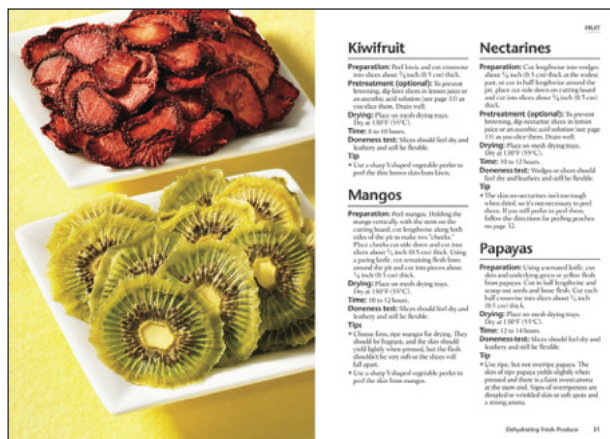 FRUIT
Kiwifruit
Preparation: Peel kiwis and cut crosswise
into slices about ¼ inch (0.5 cm) thick.
Pretreatment (optional): To prevent
browning, dip kiwi slices in lemon juice or
an ascorbic acid solution (see page 31) as
you slice them. Drain well.
Drying: Place on mesh drying trays.
Dry at 130°F (55°C).
Time: 8 to 10 hours.
Doneness test: Slices should feel dry and
leathery and still be flexible.
Tip
• Use a sharp Y-shaped vegetable peeler to
peel the thin brown skin from kiwis.
Mangos
Preparation: Peel mangos. Holding the
mango vertically, with the stem on the
cutting board, cut lengthwise along both
sides of the pit to make two "cheeks."
Place cheeks cut side down and cut into
slices about ¼ inch (0.5 cm) thick. Using
a paring knife, cut remaining flesh from
around the pit and cut into pieces about
¼ inch (0.5 cm) thick.
Drying: Place on mesh drying trays.
Dry at 130°F (55°C).
Time: 10 to 12 hours.
Doneness test: Slices should feel dry and
leathery and still be flexible.
Tips
• Choose firm, ripe mangos for drying. They
should be fragrant, and the skin should
yield lightly when pressed, but the flesh
shouldn't be very soft or the slices will
fall apart.
• Use a sharp Y-shaped vegetable peeler to
peel the skin from mangos.
Nectarines
Preparation: Cut lengthwise into wedges
about ¾ inch thick at the widest
part, or cut in half lengthwise around the
pit, place cut side down on cutting board
and cut into slices about ¼ inch (0.5 cm)
thick.
Pretreatment (optional): To prevent
browning, dip nectarine slices in lemon
juice or an ascorbic acid solution (see page
31) as you slice them. Drain well.
Drying: Place on mesh drying trays.
Dry at 130°F (55°C).
Time: 10 to 12 hours.
Doneness test: Wedges or slices should
feel dry and leathery and still be flexible.
Tip
• The skin on nectarines isn't too tough
when dried, so it's not necessary to peel
them. If you still prefer to peel them,
follow the directions for peeling peaches
on page 32.
Papayas
Preparation: Using a serrated knife, cut
skin and underlying green or yellow flesh
from papayas. Cut in half lengthwise and
scoop out seeds and loose flesh. Cut each
half crosswise into slices about ¼ inch
(0.5 cm) thick.
Drying: Place on mesh drying trays.
Dry at 130°F (55°C).
Time: 12 to 14 hours.
Doneness test: Slices should feel dry and
leathery and still be flexible.
Tip
• Use ripe, but not overripe papaya. The
skin of ripe papaya yields slightly when
pressed and there is a faint sweet aroma
at the stem end. Signs of overripeness are
dimpled or wrinkled skin or soft spots and
a strong aroma.
Dehydrating Fresh Produce 31